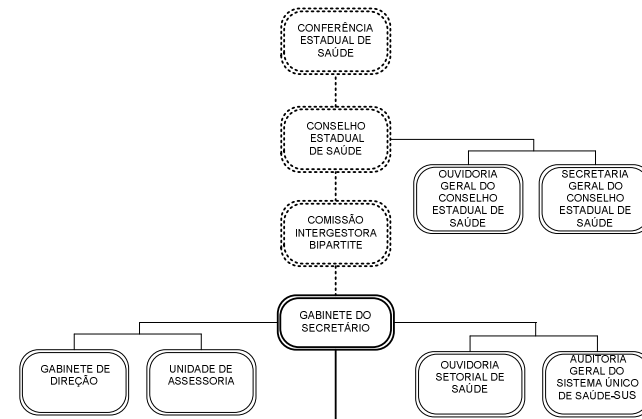 CONFERÊNCIA
ESTADUAL DE
SAÚDE
CONSELHO
ESTADUAL
DE SAÚDE
OUVIDORIA
GERAL DO
CONSELHO
ESTADUAL DE
SAÚDE
SECRETARIA
GERAL DO
CONSELHO
ESTADUAL DE
SAÚDE
COMISSÃO
INTERGESTORA
BIPARTITE
GABINETE DO
SECRETÁRIO
GABINETE DE
DIREÇÃO
UNIDADE DE
ASSESSORIA
OUVIDORIA
SETORIAL DE
SAÚDE
AUDITORIA
GERAL DO
SISTEMA ÚNICO
DE SAÚDE-SUS